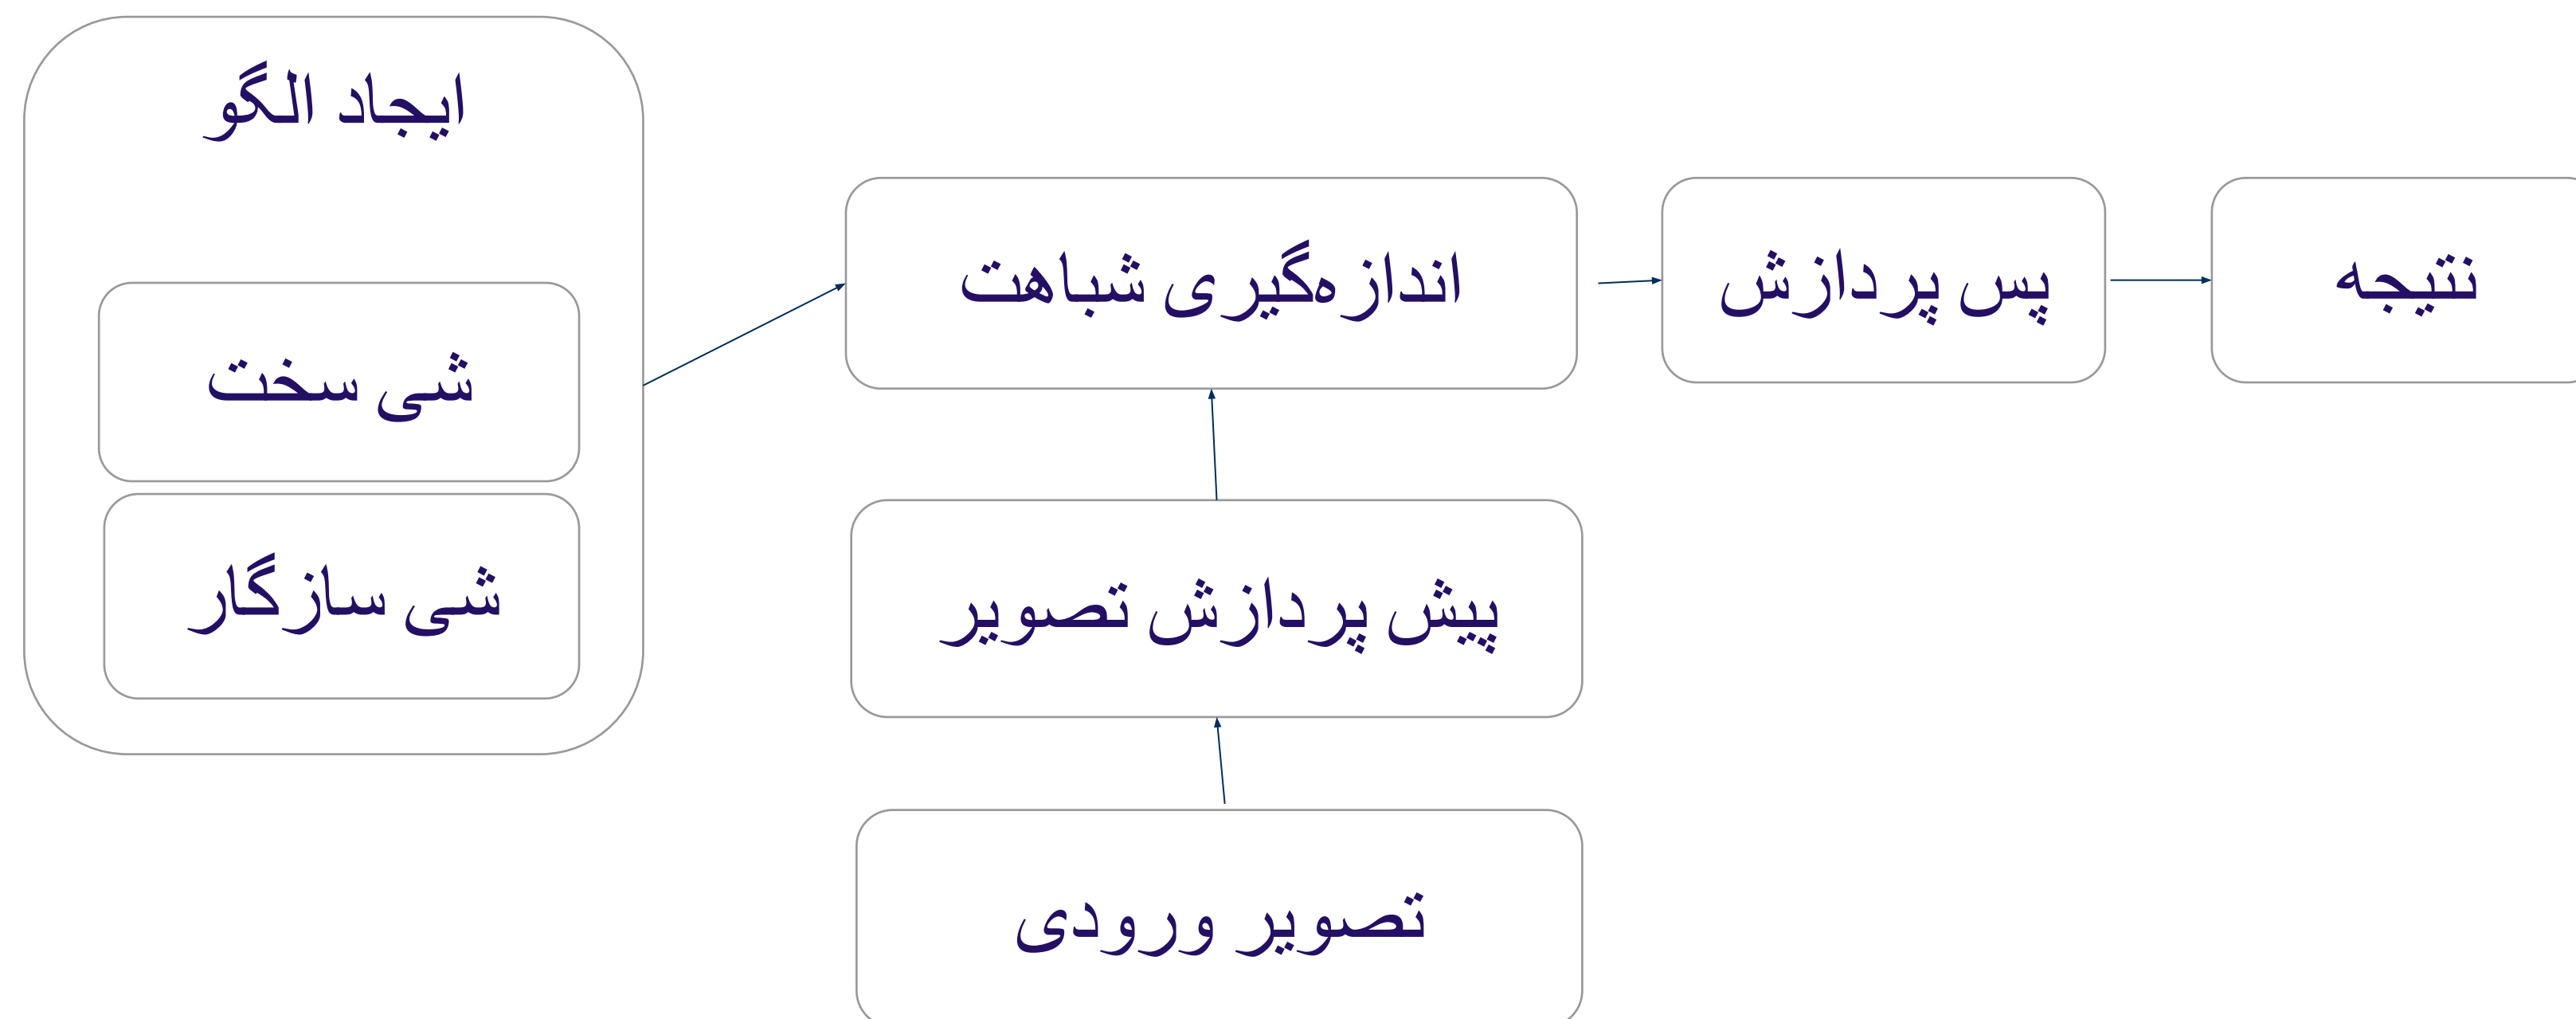 ایجاد الگو
شی سخت
شی سازگار
اندازه‌گیری شباهت
پس پردازش
نتیجه
پیش پردازش تصویر
تصویر ورودی